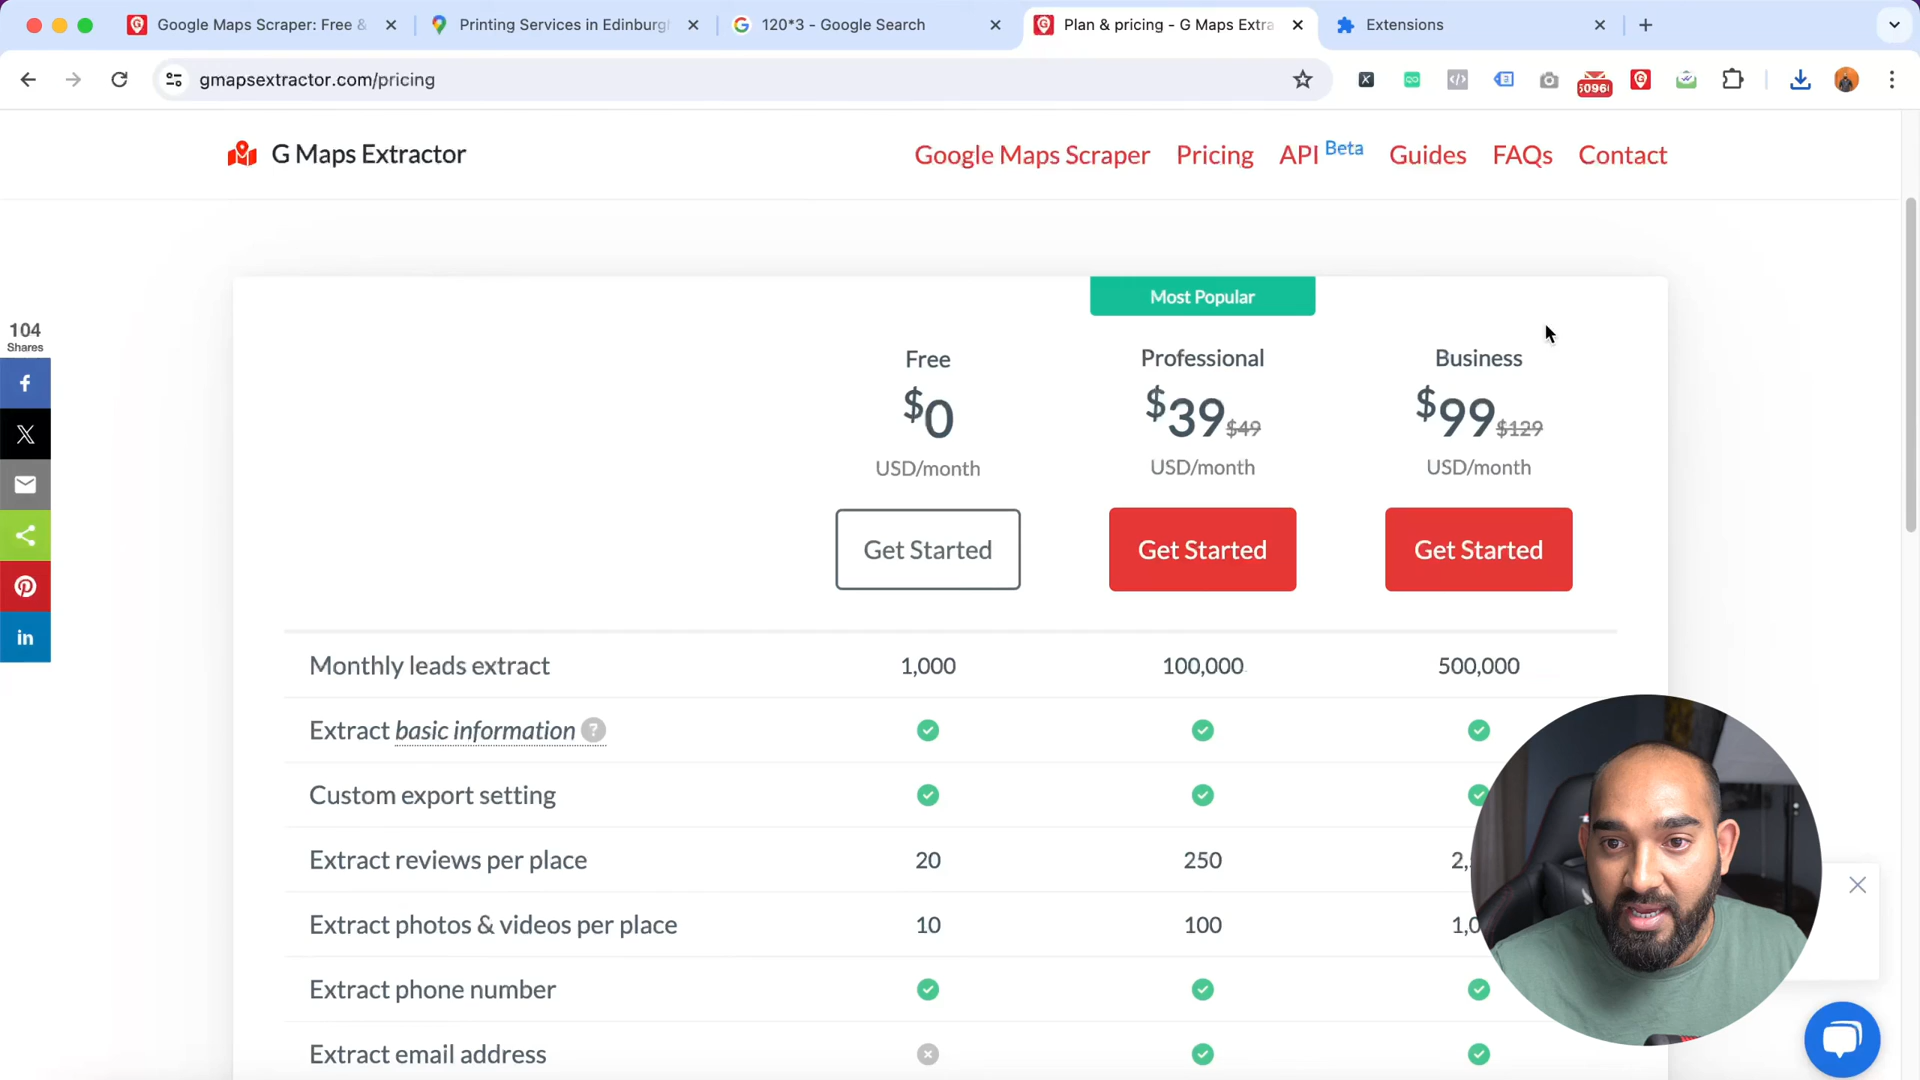 Google Maps Scraper: Free &
Printing Services in Edinburgh
120*3 - Google Search
Plan & pricing - G Maps Extra
Extensions
gmapsextractor.com/pricing
G Maps Extractor
Google Maps Scraper
Pricing
API Beta
Guides
FAQs
Contact
104
Shares
Most Popular
Free
Professional
Business
$0
$39 $49
$99 $129
USD/month
USD/month
USD/month
Get Started
Get Started
Get Started
Monthly leads extract 1,000 100,000 500,000
Extract basic information ?
Custom export setting
Extract reviews per place 20 250
Extract photos & videos per place 10 100
Extract phone number
Extract email address